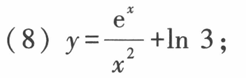 (8) y = e^x / x^2 + ln 3;